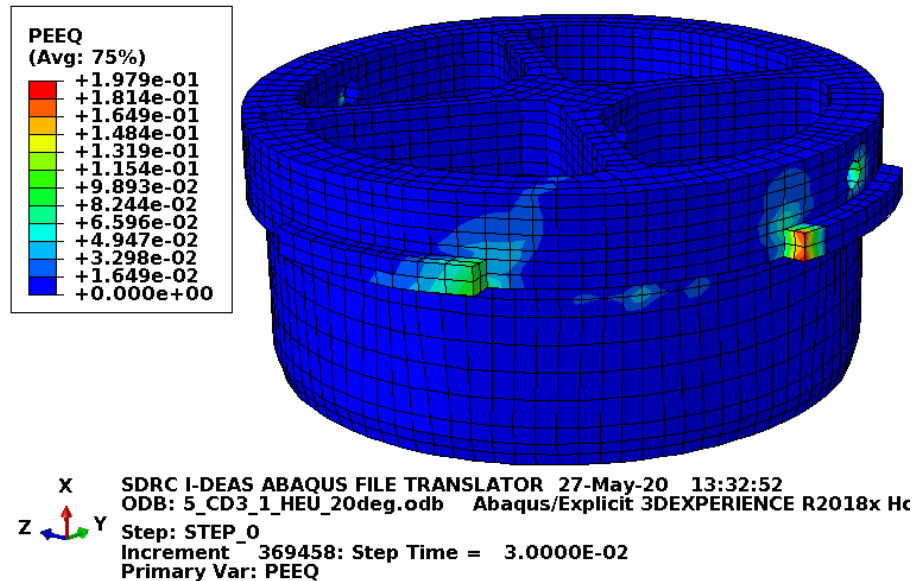 PEEQ
(Avg: 75%)
+1.979e-01
+1.814e-01
+1.649e-01
+1.484e-01
+1.319e-01
+1.154e-01
+9.893e-02
+8.244e-02
+6.596e-02
+4.947e-02
+3.298e-02
+1.649e-02
+0.000e+00
X
Z
Y
SDRC I-DEAS ABAQUS FILE TRANSLATOR 27-May-20 13:32:52
ODB: 5_CD3_1_HEU_20deg.odb Abaqus/Explicit 3DEXPERIENCE R2018x
Step: STEP_0
Increment 369458: Step Time = 3.0000E-02
Primary Var: PEEQ